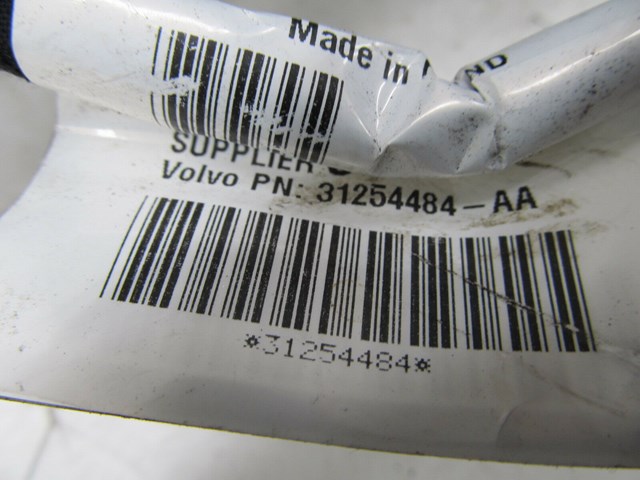 Made in
SUPPLIER
Volvo PN: 31254484-AA
*31254484*